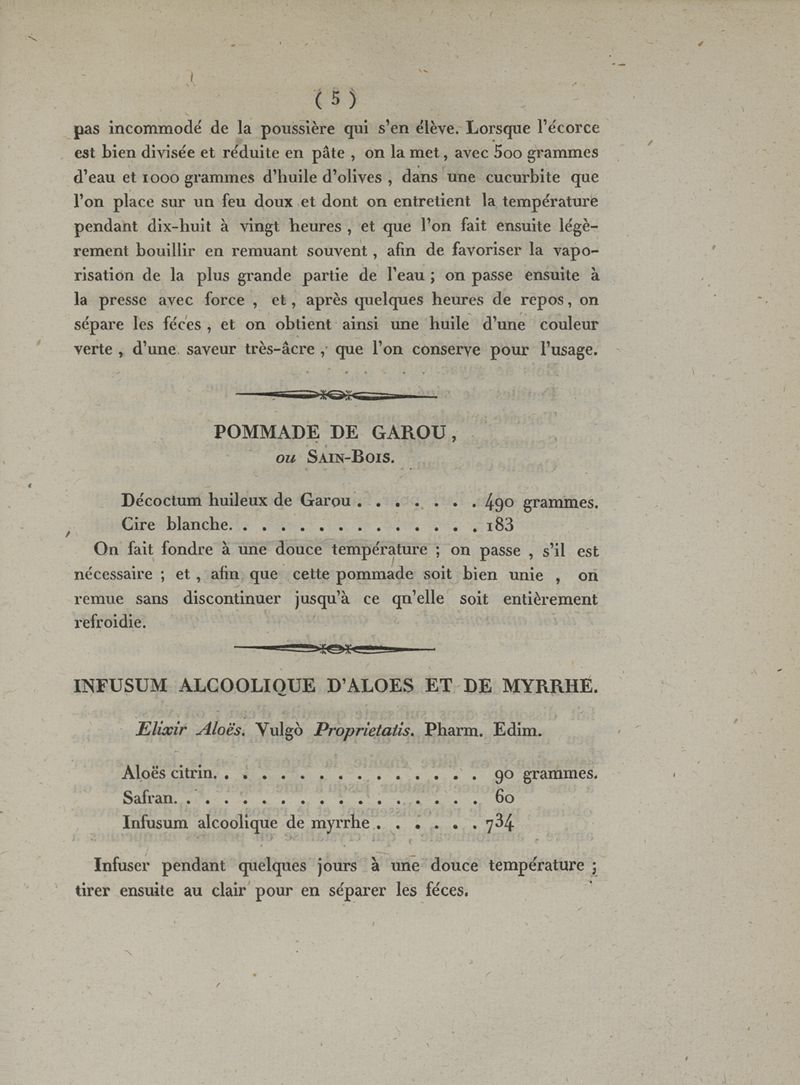 ( 5 )
pas incommodé de la poussière qui s'en élève. Lorsque l'écorce
est bien divisée et réduite en pâte , on la met , avec 500 grammes
d'eau et 1000 grammes d'huile d'olives , dans une cucurbite que
l'on place sur un feu doux et dont on entretient la température
pendant dix-huit à vingt heures , et que l'on fait ensuite légè-
rement bouillir en remuant souvent , afin de favoriser la vapo-
risation de la plus grande partie de l'eau ; on passe ensuite à
la presse avec force , et , après quelques heures de repos , on
sépare les féces , et on obtient ainsi une huile d'une couleur
verte , d'une saveur très-âcre , que l'on conserve pour l'usage.
POMMADE DE GAROU ,
ou SAIN-BOIS.
Décoctum huileux de Garou . . . . . . . 490 grammes.
Cire blanche. . . . . . . . . . . . . . 183
On fait fondre à une douce température ; on passe , s'il est
nécessaire ; et , afin que cette pommade soit bien unie , on
remue sans discontinuer jusqu'à ce qn'elle soit entièrement
refroidie.
INFUSUM ALCOOLIQUE D'ALOES ET DE MYRRHE.
Elixir Aloës. Vulgò Proprietatis. Pharm. Edim.
Aloës citrin. . . . . . . . . . . . . . . 90 grammes.
Safran. . . . . . . . . . . . . . . . . 60
Infusum alcoolique de myrrhe . . . . . . 734
Infuser pendant quelques jours à une douce température ;
tirer ensuite au clair pour en séparer les féces.